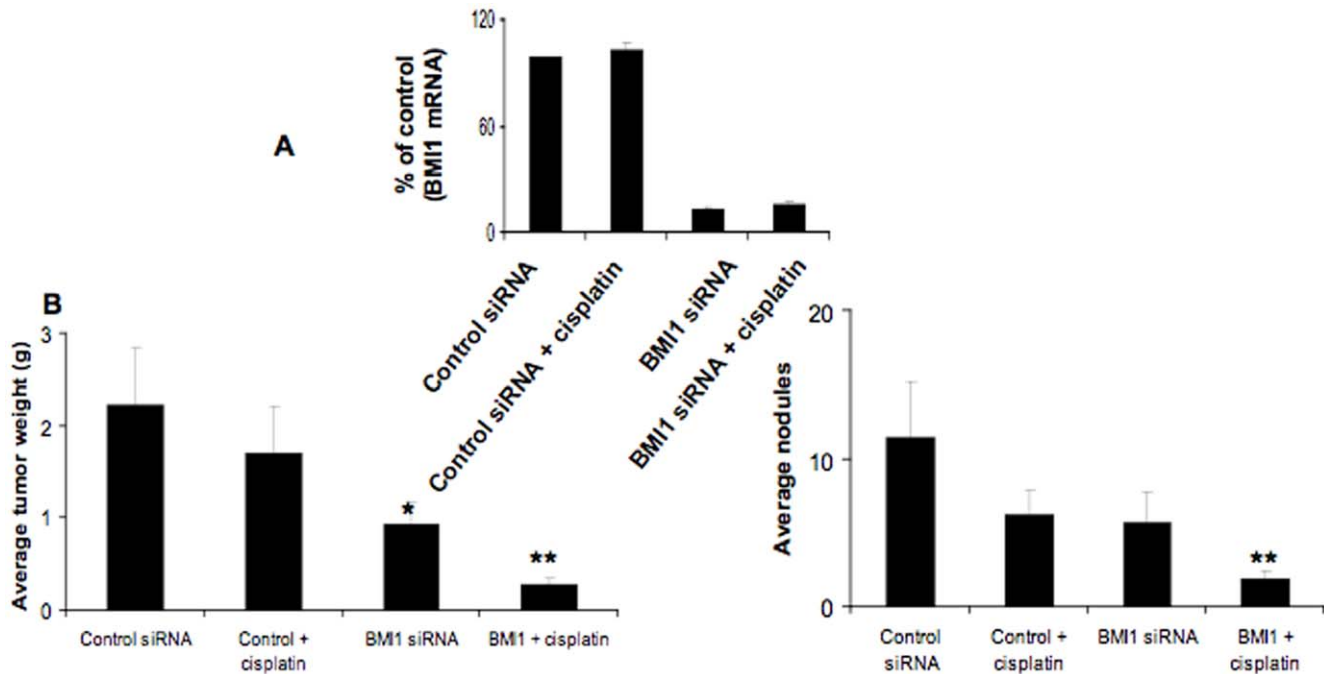 A
% of control
(BMI1 mRNA)
120
60
0
Control siRNA
Control siRNA + cisplatin
BMI1 siRNA
BMI1 siRNA + cisplatin
B
Average tumor weight (g)
3
2
1
0
*
**
Control siRNA
Control +
cisplatin
BMI1 siRNA
BMI1 + cisplatin
Average nodules
20
10
0
**
Control
siRNA
Control +
cisplatin
BMI1 siRNA
BMI1 +
cisplatin